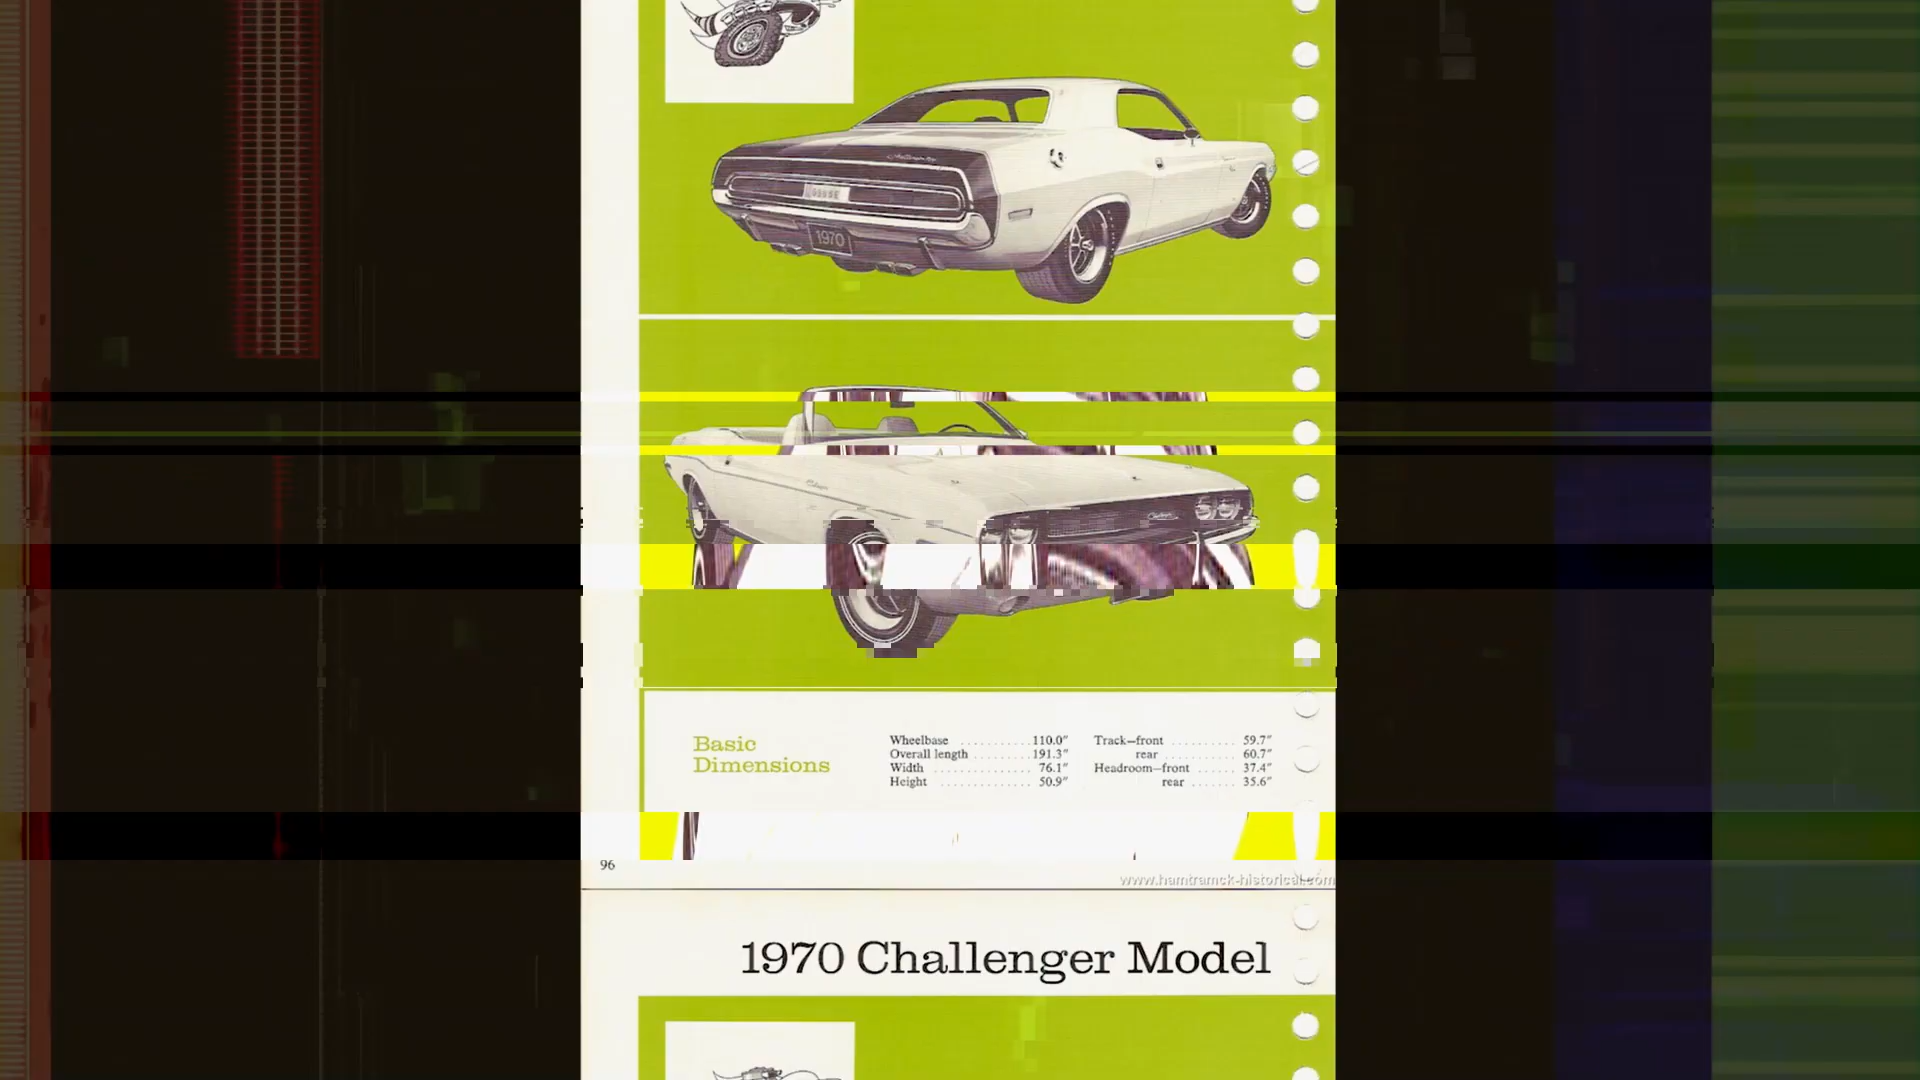 1970
Basic
Dimensions
Wheelbase ............ 110.0"
Overall length .......... 191.3"
Width ................ 76.1"
Height ............... 50.9"
Track—front .......... 59.7"
rear .......... 60.7"
Headroom—front ...... 37.4"
rear ....... 35.6"
96
www.hamtramck-historical.com
1970 Challenger Model